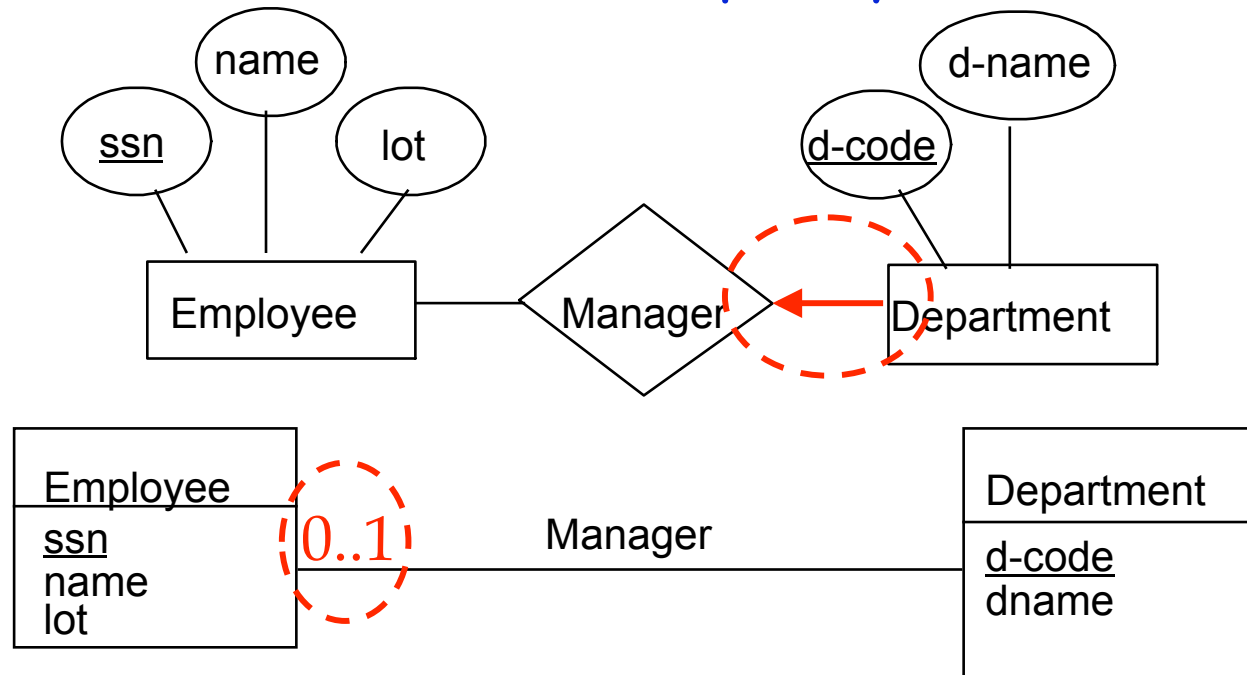 name
d-name
ssn
lot
d-code
Employee
Manager
Department
Employee
ssn
name
lot
0..1
Manager
Department
d-code
dname